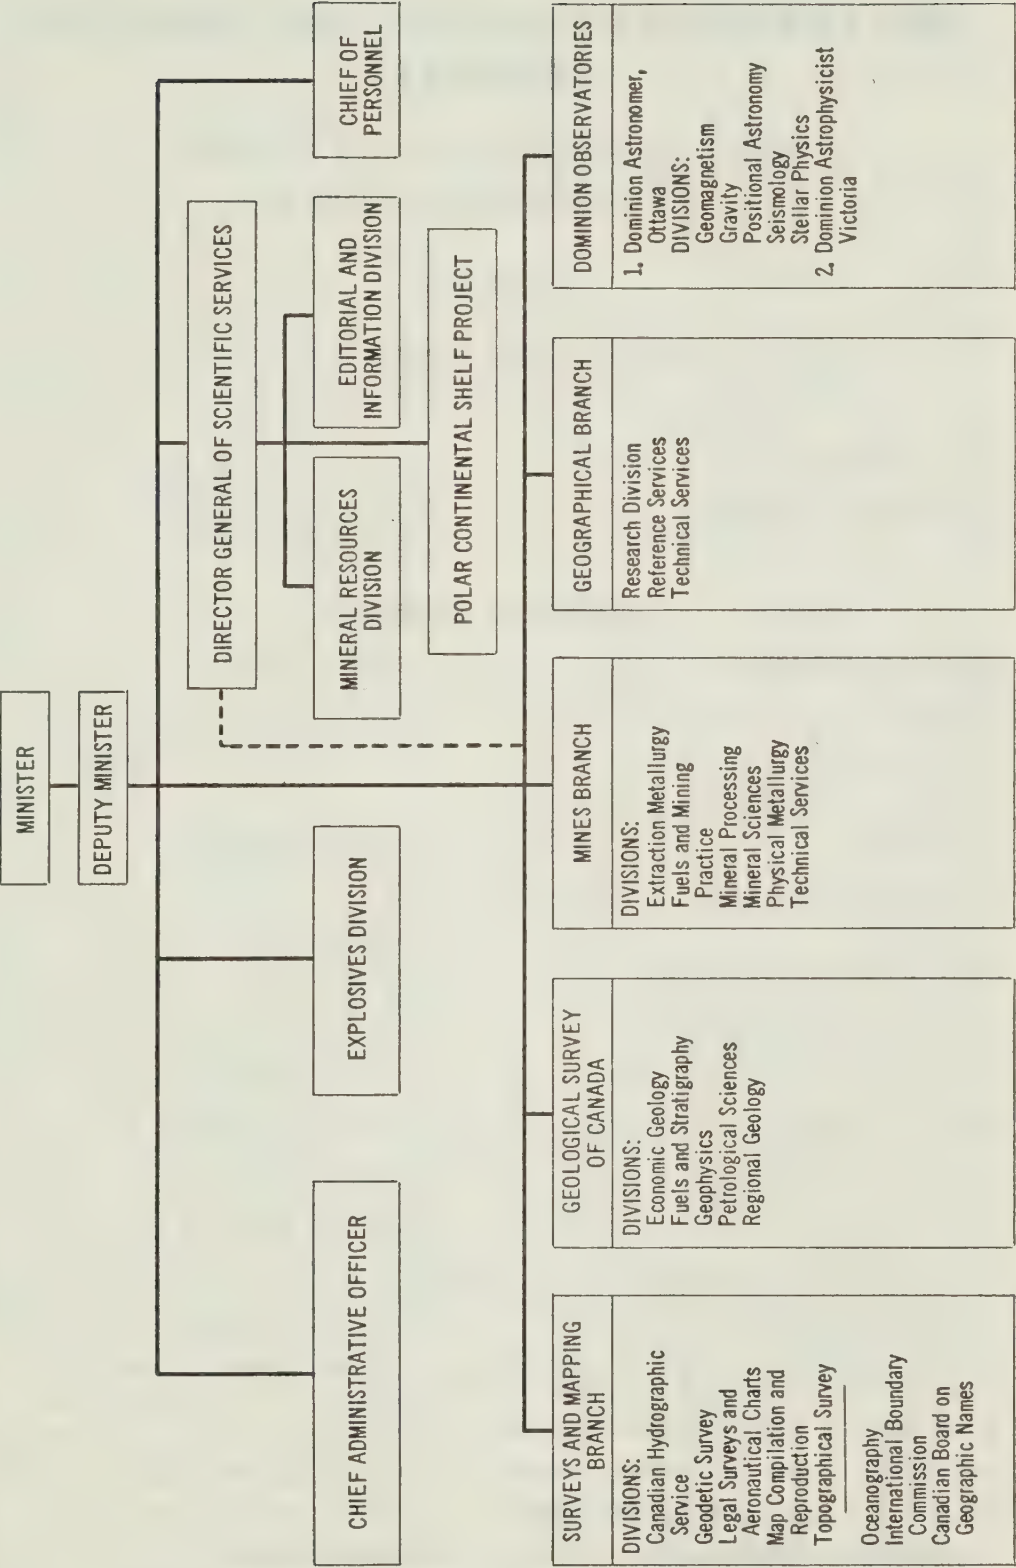 MINISTER
DEPUTY MINISTER
CHIEF ADMINISTRATIVE OFFICER
EXPLOSIVES DIVISION
DIRECTOR GENERAL OF SCIENTIFIC SERVICES
CHIEF OF
PERSONNEL
MINERAL RESOURCES
DIVISION
EDITORIAL AND
INFORMATION DIVISION
POLAR CONTINENTAL SHELF PROJECT
SURVEYS AND MAPPING
BRANCH
DIVISIONS:
Canadian Hydrographic
Service
Geodetic Survey
Legal Surveys and
Aeronautical Charts
Map Compilation and
Reproduction
Topographical Survey
Oceanography
International Boundary
Commission
Canadian Board on
Geographic Names
GEOLOGICAL SURVEY
OF CANADA
DIVISIONS:
Economic Geology
Fuels and Stratigraphy
Geophysics
Petrological Sciences
Regional Geology
MINES BRANCH
DIVISIONS:
Extraction Metallurgy
Fuels and Mining
Practice
Mineral Processing
Mineral Sciences
Physical Metallurgy
Technical Services
GEOGRAPHICAL BRANCH
Research Division
Reference Services
Technical Services
DOMINION OBSERVATORIES
1. Dominion Astronomer,
Ottawa
DIVISIONS:
Geomagnetism
Gravity
Positional Astronomy
Seismology
Stellar Physics
2. Dominion Astrophysicist
Victoria